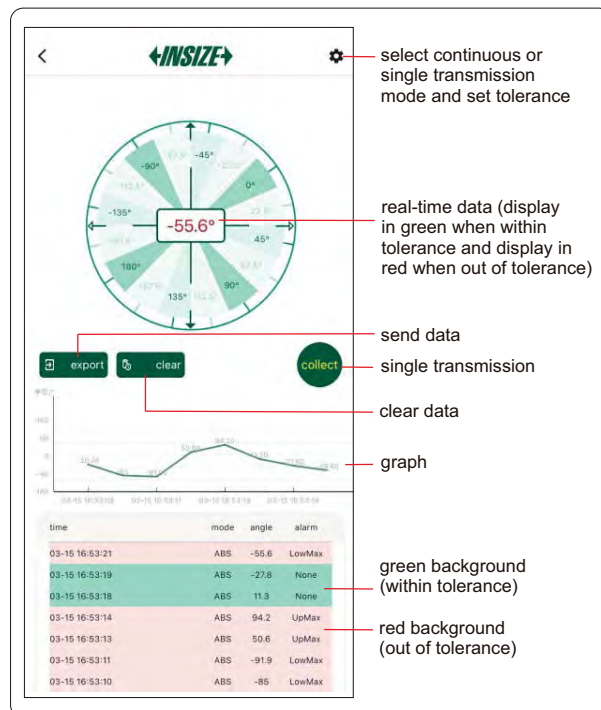 INSIZE
select continuous or
single transmission
mode and set tolerance
-45°
-90°
0°
-135°
-55.6°
45°
180°
90°
135°
real-time data (display
in green when within
tolerance and display in
red when out of tolerance)
send data
export
clear
collect
single transmission
clear data
graph
time mode angle alarm
03-15 16:53:21 ABS -55.6 LowMax
03-15 16:53:19 ABS -27.8 None
03-15 16:53:18 ABS 11.3 None
03-15 16:53:14 ABS 94.2 UpMax
03-15 16:53:13 ABS 50.6 UpMax
03-15 16:53:11 ABS -91.9 LowMax
03-15 16:53:10 ABS -85 LowMax
green background
(within tolerance)
red background
(out of tolerance)